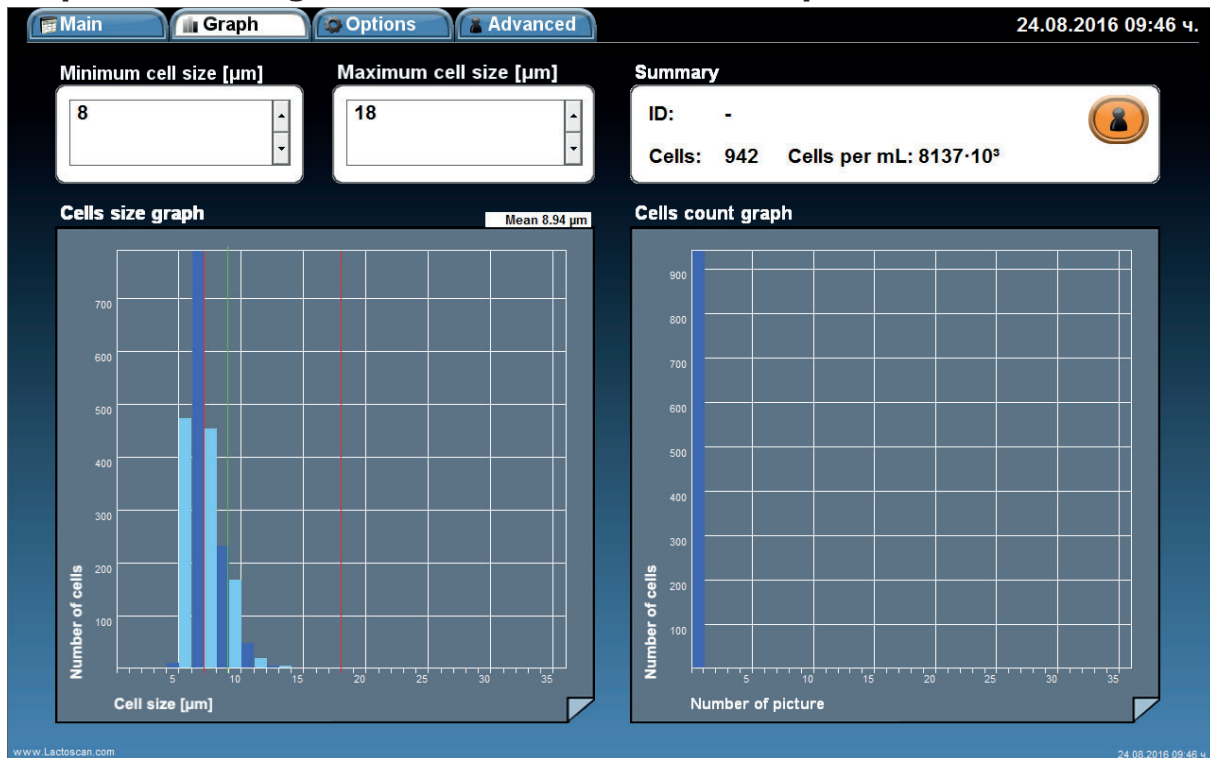 Main Graph Options Advanced 24.08.2016 09:46 ч.
Minimum cell size [µm]
8
Maximum cell size [µm]
18
Summary
ID: -
Cells: 942 Cells per mL: 8137·10³
Cells size graph
Mean 8.94 µm
700
600
500
400
300
200
100
Number of cells
5 10 15 20 25 30 35
Cell size [µm]
Cells count graph
900
800
700
600
500
400
300
200
100
Number of cells
5 10 15 20 25 30 35
Number of picture
www.Lactoscan.com
24.08.2016 09:46 ч